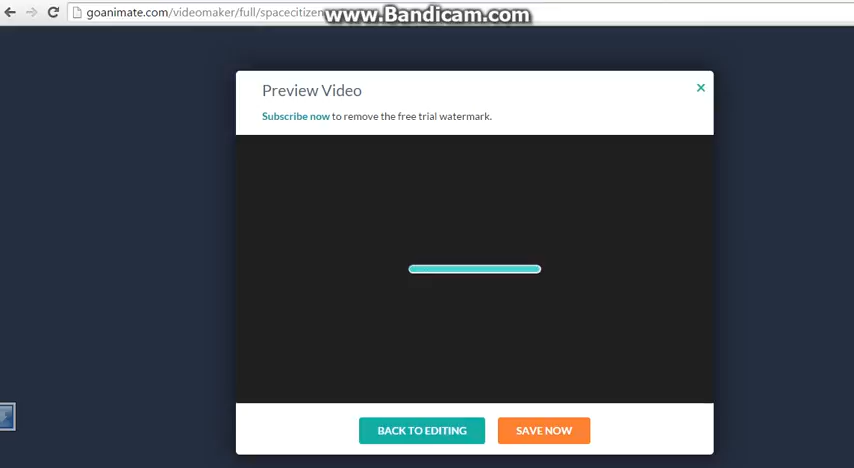 goanimate.com/videomaker/full/spacecitizen
www.Bandicam.com
Preview Video
Subscribe now to remove the free trial watermark.
BACK TO EDITING
SAVE NOW